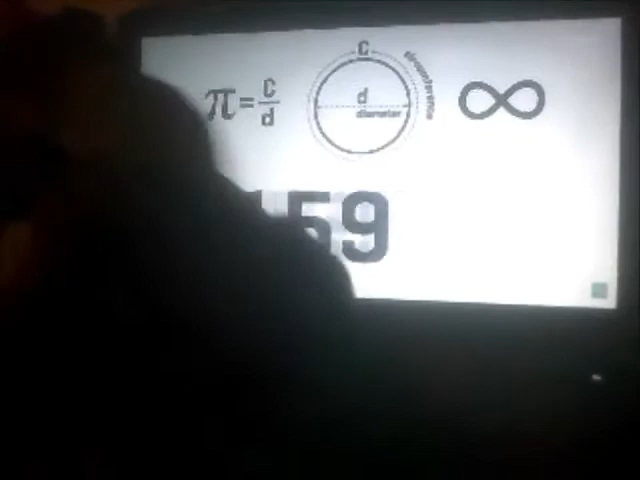 π = C/d
C
circumference
d
diameter
∞
59